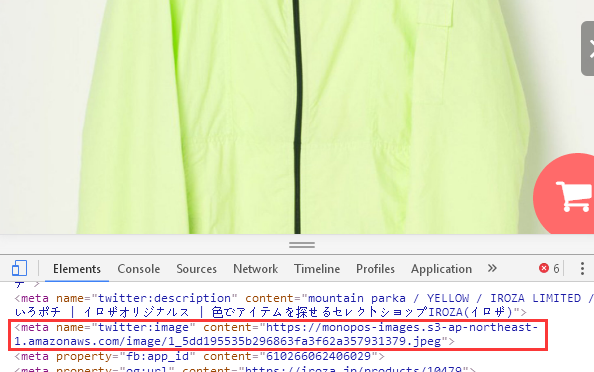 Elements Console Sources Network Timeline Profiles Application » 6
">
<meta name="twitter:description" content="mountain parka / YELLOW / IROZA LIMITED /
いろポチ | イロザオリジナルス | 色でアイテムを探せるセレクトショップIROZA(イロザ)">
<meta name="twitter:image" content="https://monopos-images.s3-ap-northeast-
1.amazonaws.com/image/1_5dd195535b296863fa3f62a357931379.jpeg">
<meta property="fb:app_id" content="610266062406029">
<meta property="og:url" content="https://iroza.jp/products/10479">